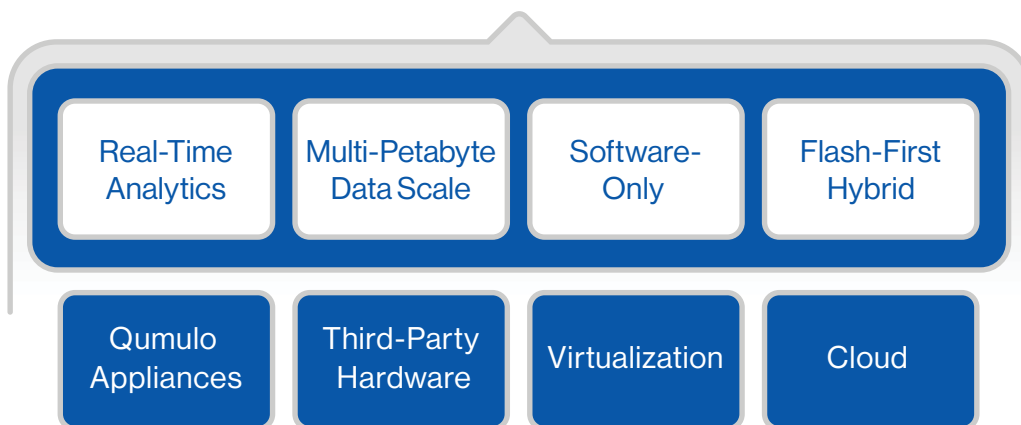 Real-Time
Analytics
Multi-Petabyte
Data Scale
Software-
Only
Flash-First
Hybrid
Qumulo
Appliances
Third-Party
Hardware
Virtualization
Cloud